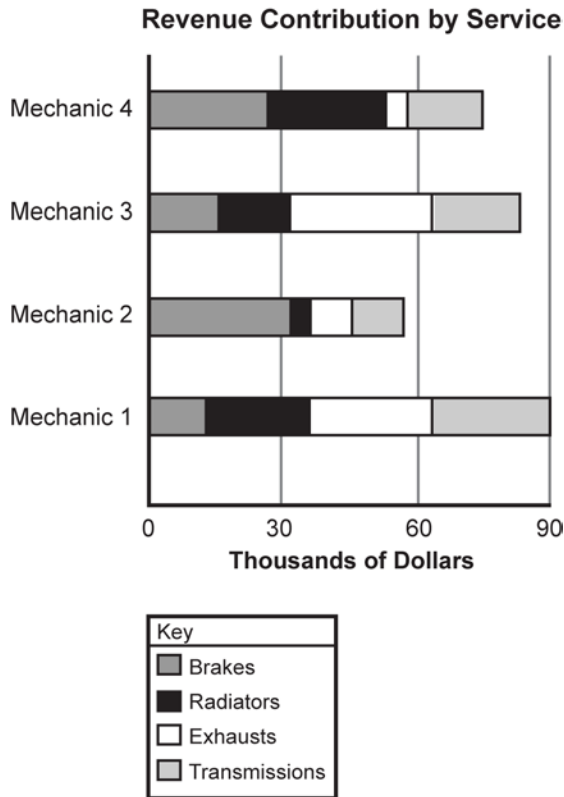 Revenue Contribution by Service
Mechanic 4
Mechanic 3
Mechanic 2
Mechanic 1
0 30 60 90
Thousands of Dollars
Key
Brakes
Radiators
Exhausts
Transmissions